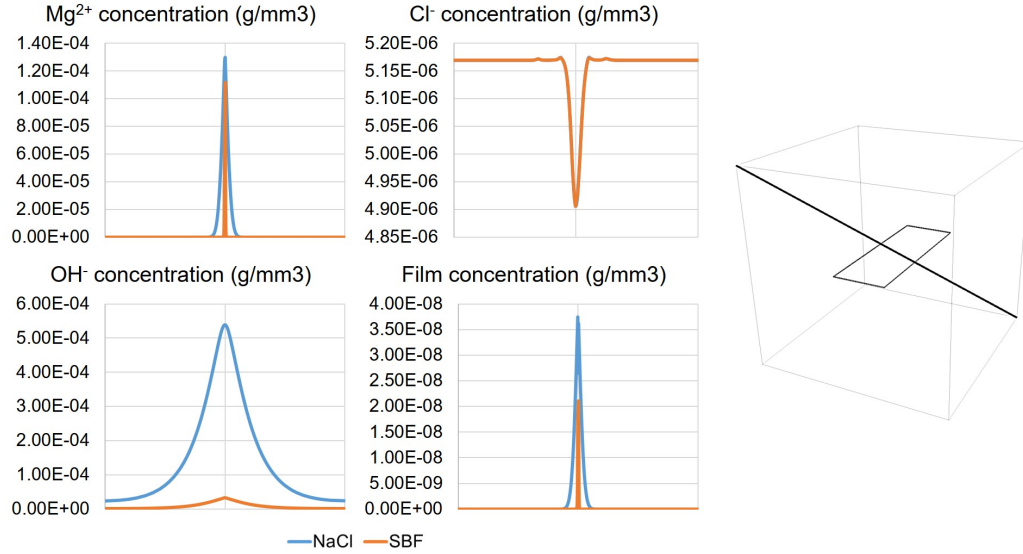 Mg²⁺ concentration (g/mm3)
1.40E-04
1.20E-04
1.00E-04
8.00E-05
6.00E-05
4.00E-05
2.00E-05
0.00E+00
Cl⁻ concentration (g/mm3)
5.20E-06
5.15E-06
5.10E-06
5.05E-06
5.00E-06
4.95E-06
4.90E-06
4.85E-06
OH⁻ concentration (g/mm3)
6.00E-04
5.00E-04
4.00E-04
3.00E-04
2.00E-04
1.00E-04
0.00E+00
Film concentration (g/mm3)
4.00E-08
3.50E-08
3.00E-08
2.50E-08
2.00E-08
1.50E-08
1.00E-08
5.00E-09
0.00E+00
NaCl SBF